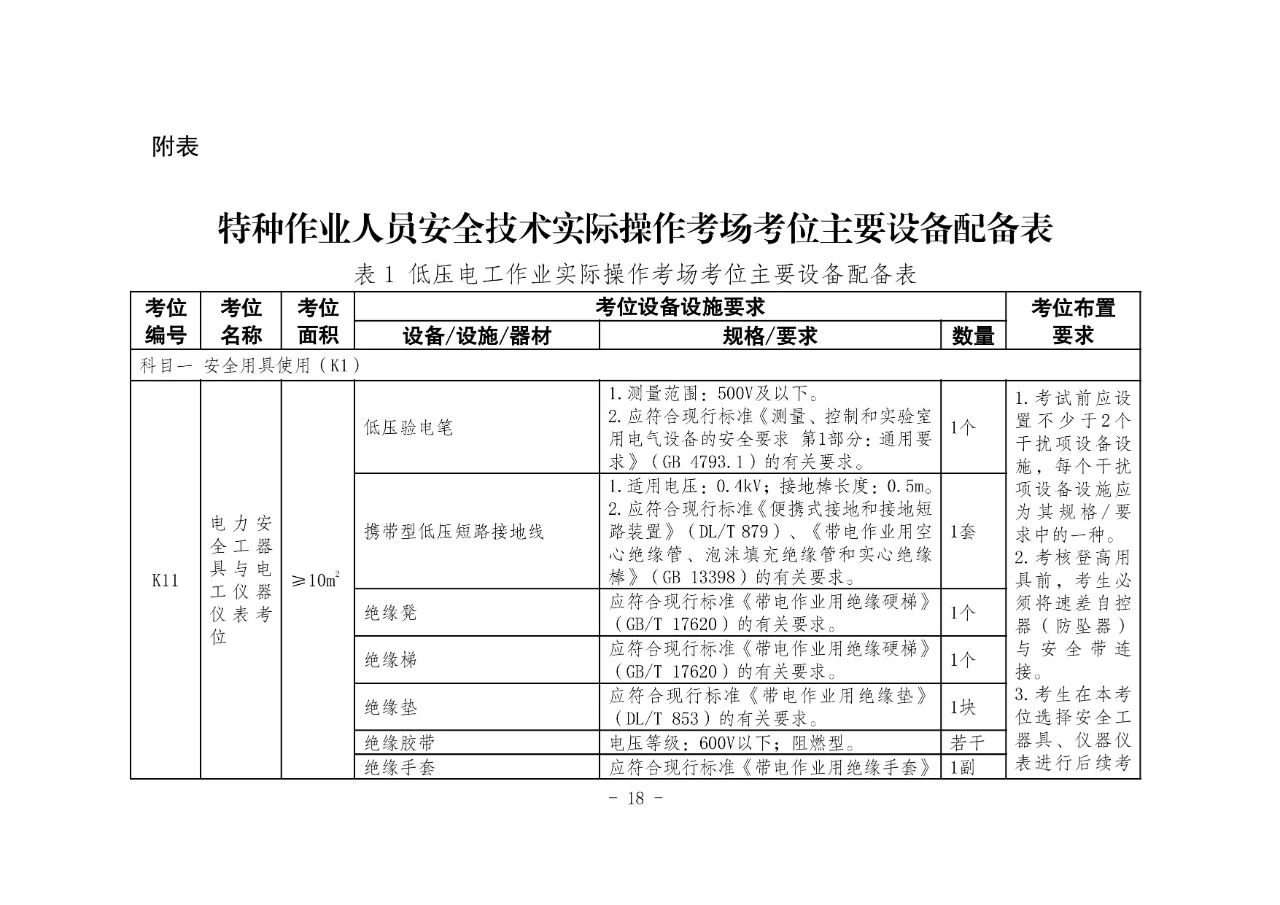 附表
特种作业人员安全技术实际操作考场考位主要设备配备表
表 1 低压电工作业实际操作考场考位主要设备配备表
考位编号
考位名称
考位面积
考位设备设施要求
设备/设施/器材
规格/要求
数量
考位布置要求
科目一 安全用具使用（K1）
K11
电力安
全工器
具与电
工仪器
仪表考
位
≥10m²
低压验电笔
1.测量范围：500V及以下。
2.应符合现行标准《测量、控制和实验室
用电气设备的安全要求 第1部分：通用要
求》（GB 4793.1）的有关要求。
1个
携带型低压短路接地线
1.适用电压：0.4kV；接地棒长度：0.5m。
2.应符合现行标准《便携式接地和接地短
路装置》（DL/T 879）、《带电作业用空
心绝缘管、泡沫填充绝缘管和实心绝缘
棒》（GB 13398）的有关要求。
1套
绝缘凳
应符合现行标准《带电作业用绝缘硬梯》
（GB/T 17620）的有关要求。
1个
绝缘梯
应符合现行标准《带电作业用绝缘硬梯》
（GB/T 17620）的有关要求。
1个
绝缘垫
应符合现行标准《带电作业用绝缘垫》
（DL/T 853）的有关要求。
1块
绝缘胶带
电压等级：600V以下；阻燃型。
若干
绝缘手套
应符合现行标准《带电作业用绝缘手套》
1副
1.考试前应设
置不少于2个
干扰项设备设
施，每个干扰
项设备设施应
为其规格/要
求中的一种。
2.考核登高用
具前，考生必
须将速差自控
器（防坠器）
与安全带连
接。
3.考生在本考
位选择安全工
器具、仪器仪
表进行后续考
- 18 -